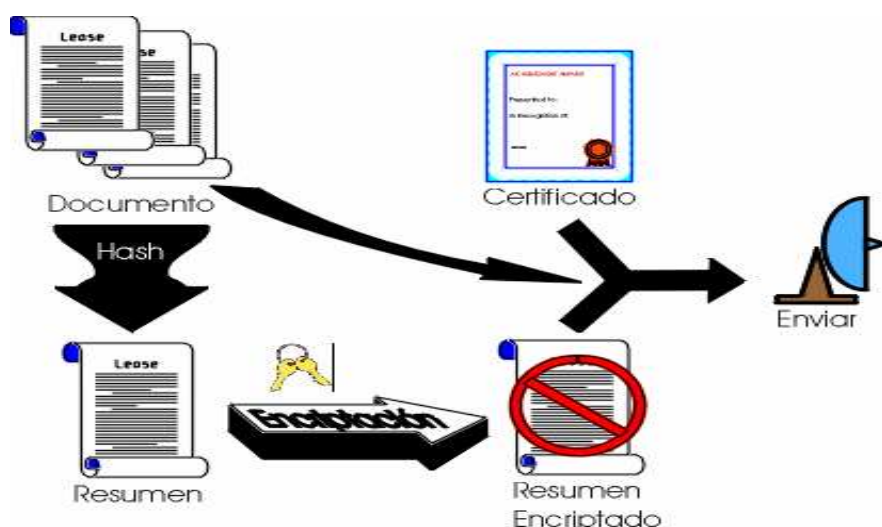 Lease
Documento
Hash
Lease
Resumen
Encriptación
Certificado
Resumen
Encriptado
Enviar